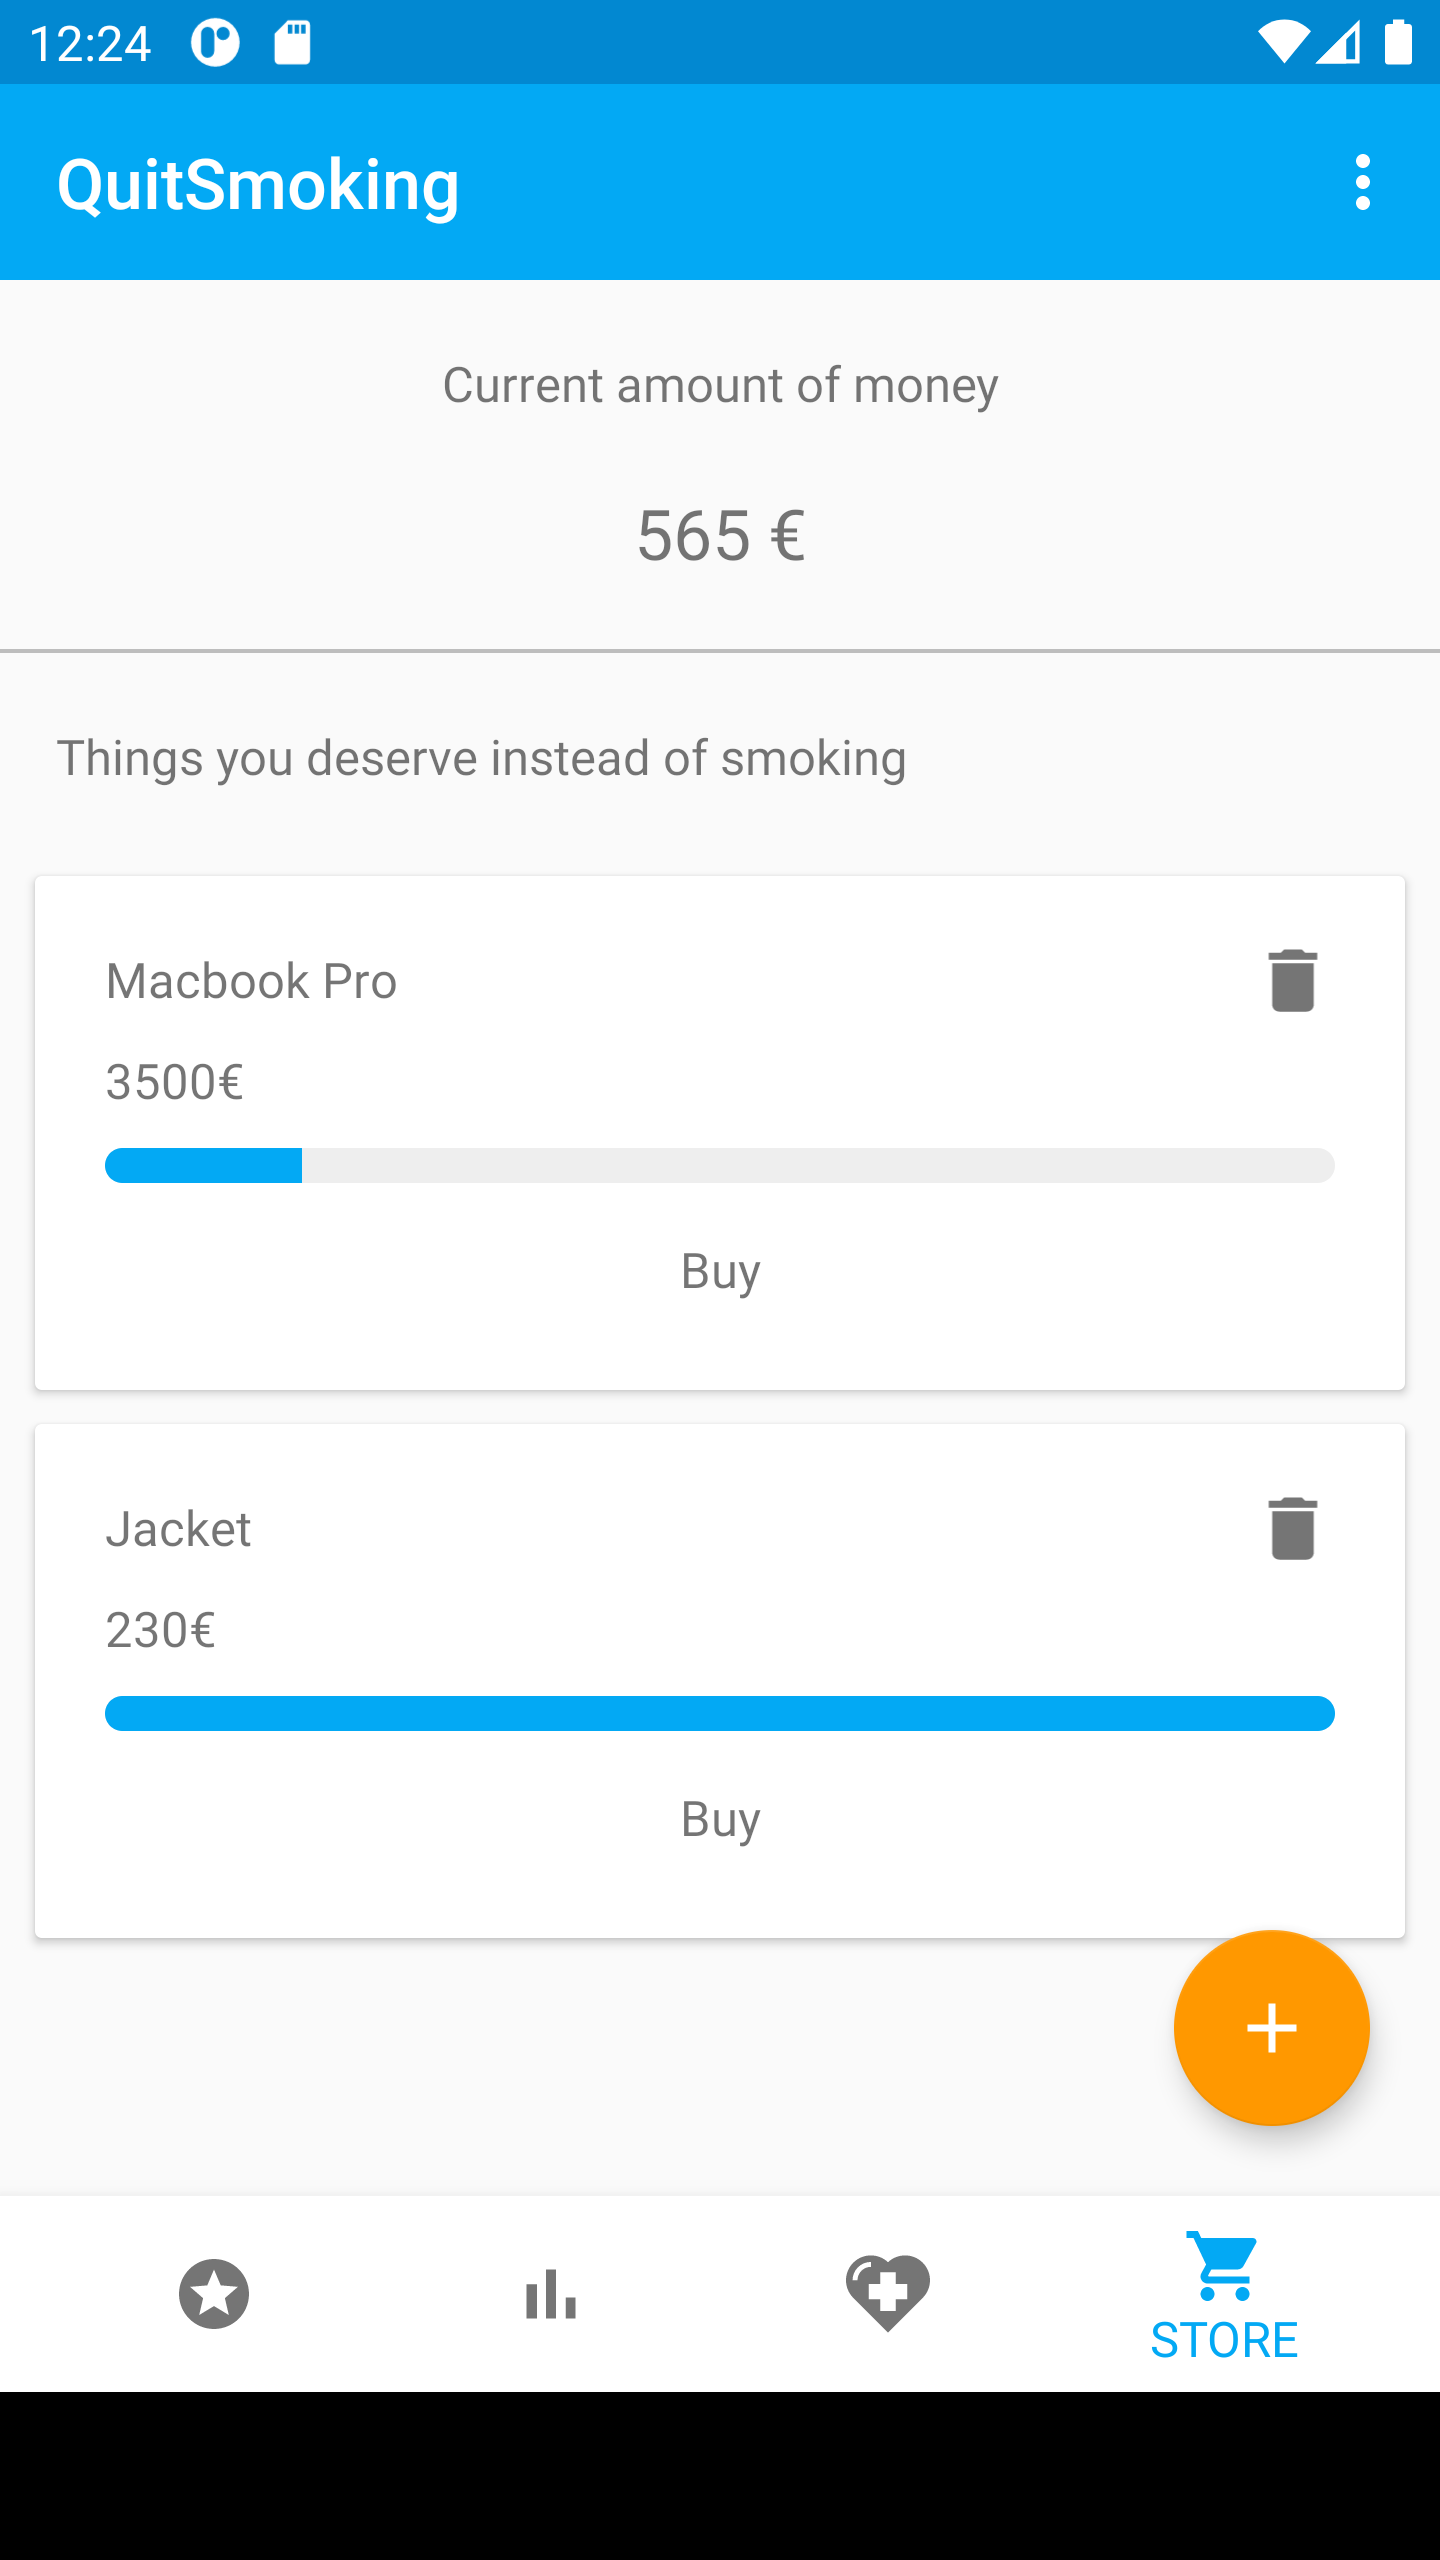 12:24
QuitSmoking
Current amount of money
565 €
Things you deserve instead of smoking
Macbook Pro
3500€
Buy
Jacket
230€
Buy
STORE